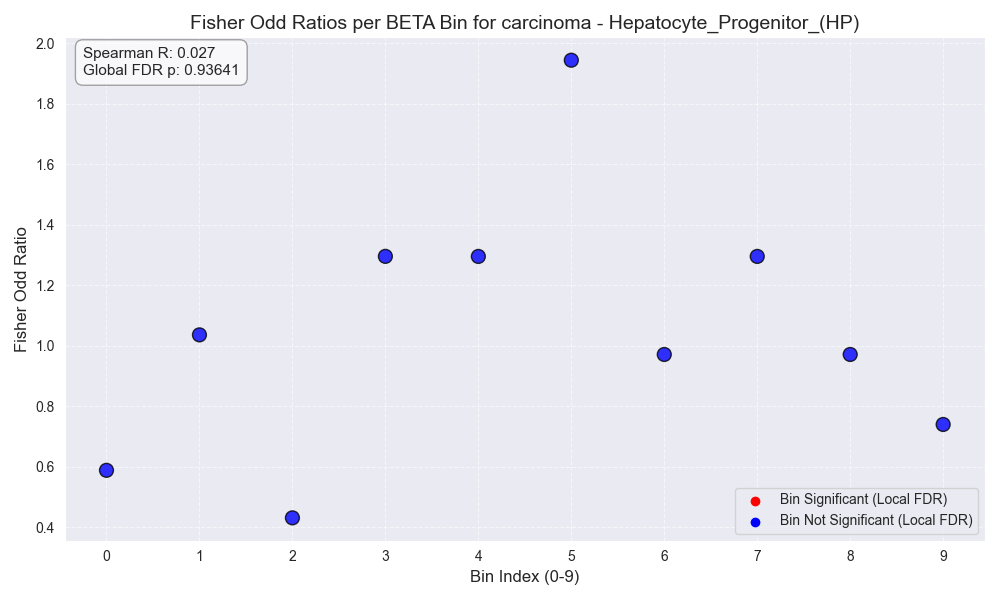 Fisher Odd Ratios per BETA Bin for carcinoma - Hepatocyte_Progenitor_(HP)
Spearman R: 0.027
Global FDR p: 0.93641
2.0
1.8
1.6
1.4
1.2
1.0
0.8
0.6
0.4
Fisher Odd Ratio
Bin Significant (Local FDR)
Bin Not Significant (Local FDR)
0 1 2 3 4 5 6 7 8 9
Bin Index (0-9)